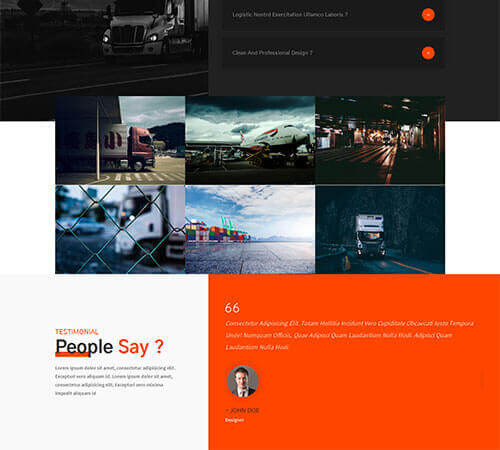 Logistic Nostrd Exercitation Ullamco Laboris ?
Clean And Professional Design ?
TESTIMONIAL
People Say ?
Lorem ipsum dolor sit amet, consectetur adipisicing elit.
Excepturi vero aliquam id. Lorem ipsum dolor sit amet,
consectetur adipisicing elit. Excepturi vero minima
impedit aliquam id
66
Consectetur Adipisicing Elit. Totam Mollitia Incidunt Vero Cupiditate Obcaecati Iusto Tempora
Unde! Numquam Officiis, Quae Adipisci Quam Laudantium Nulla Hodi Adipisci Quam
Laudantium Nulla Hodi
- JOHN DOE
Designer